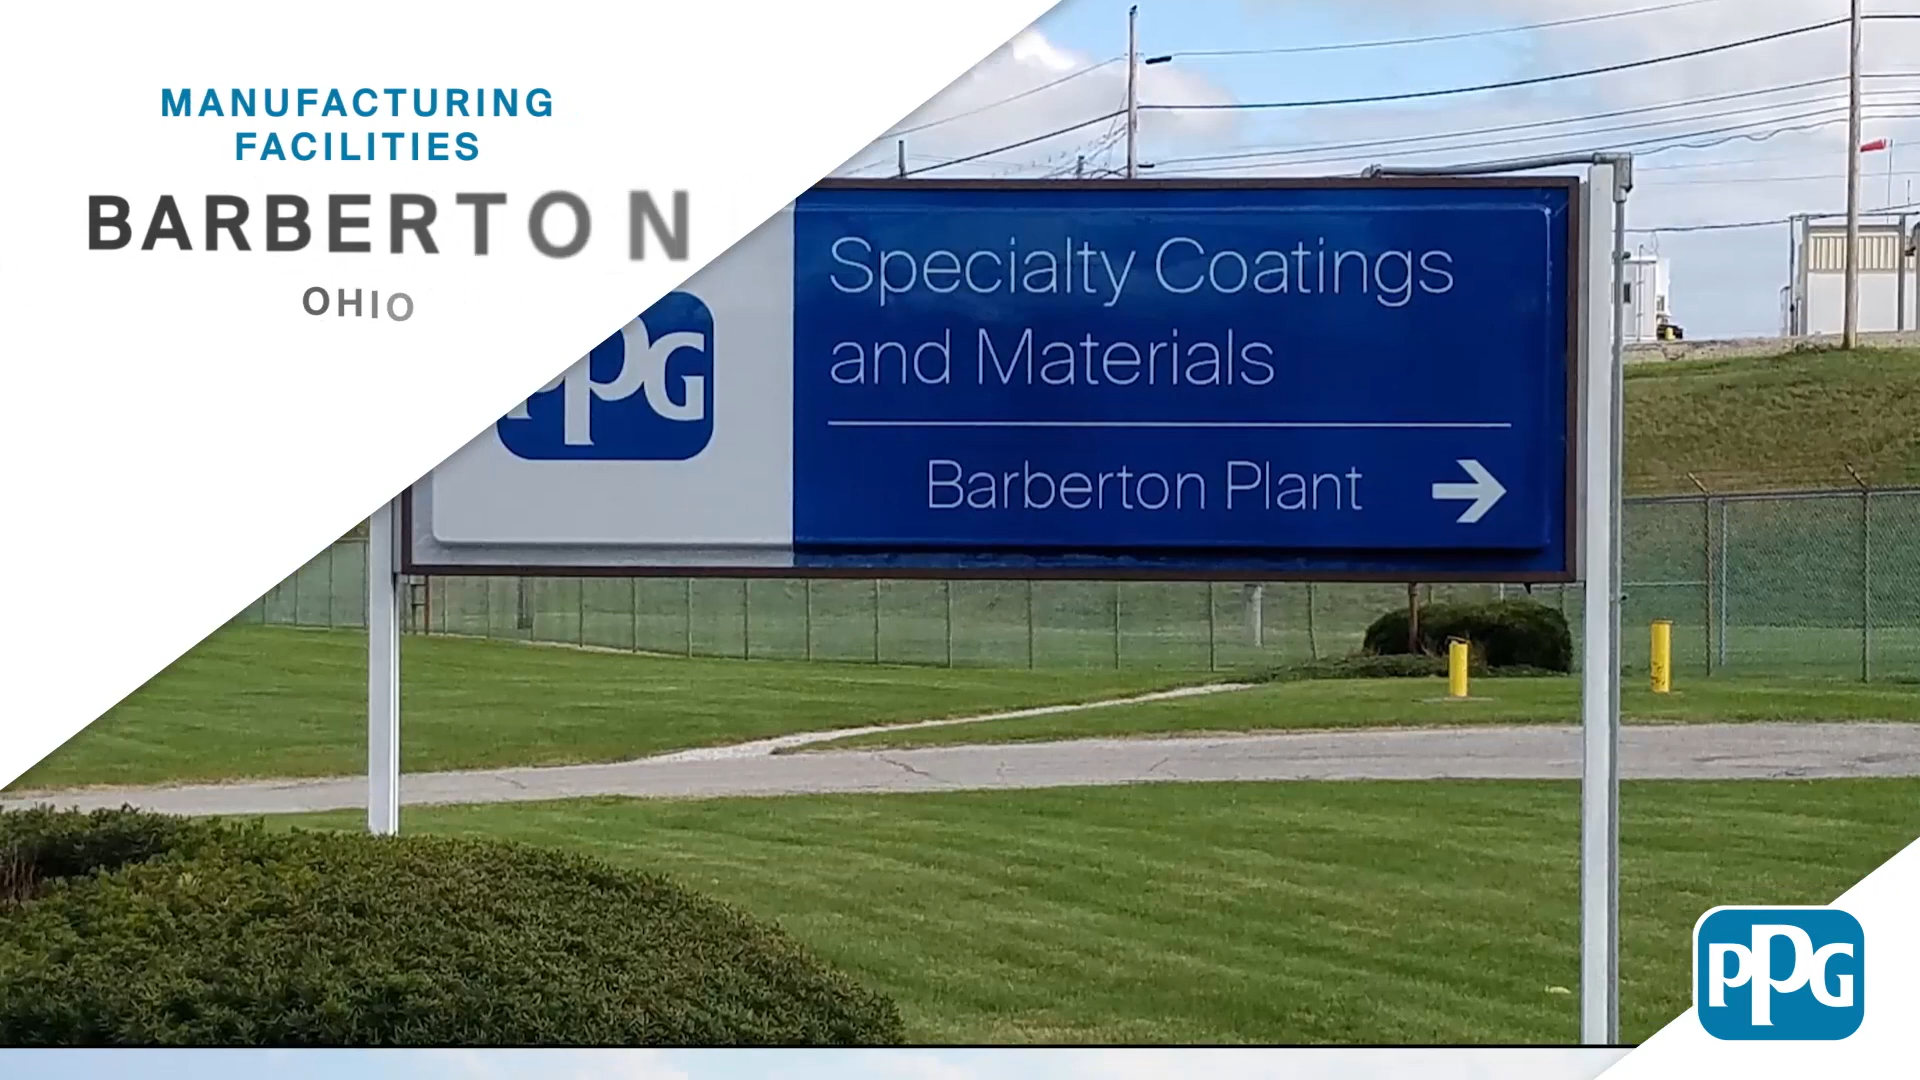 MANUFACTURING
FACILITIES
BARBERTON
OHIO
PPG
Specialty Coatings
and Materials
Barberton Plant
PPG